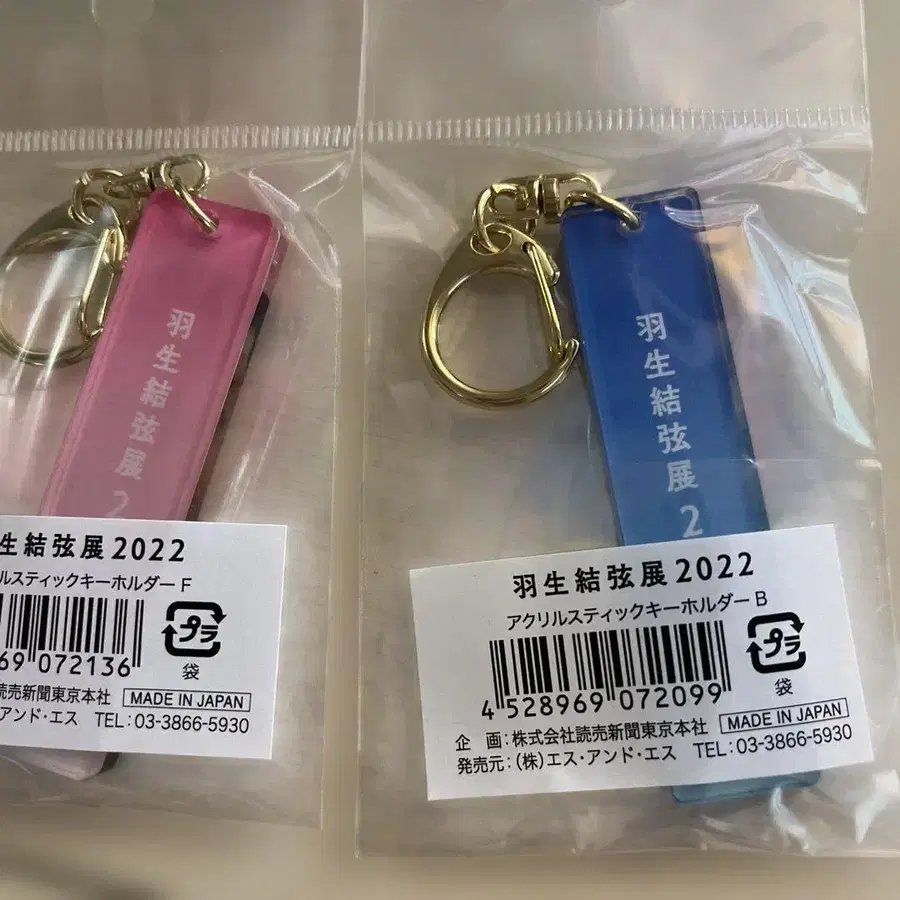 羽生結弦展2
生結弦展2022
ルスティックキーホルダー F
69 072136
プラ
袋
読売新聞東京本社 MADE IN JAPAN
アンド・エス TEL:03-3866-5930
羽生結弦展2
羽生結弦展2022
アクリルスティックキーホルダー B
4 528969 072099
プラ
袋
企 画:株式会社読売新聞東京本社 MADE IN JAPAN
発売元:(株)エス・アンド・エス TEL:03-3866-5930